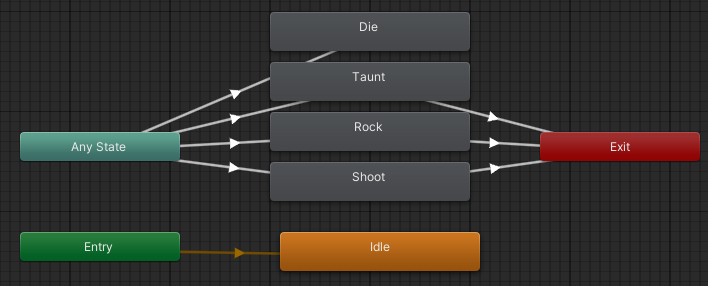 Die
Taunt
Any State
Rock
Exit
Shoot
Entry
Idle